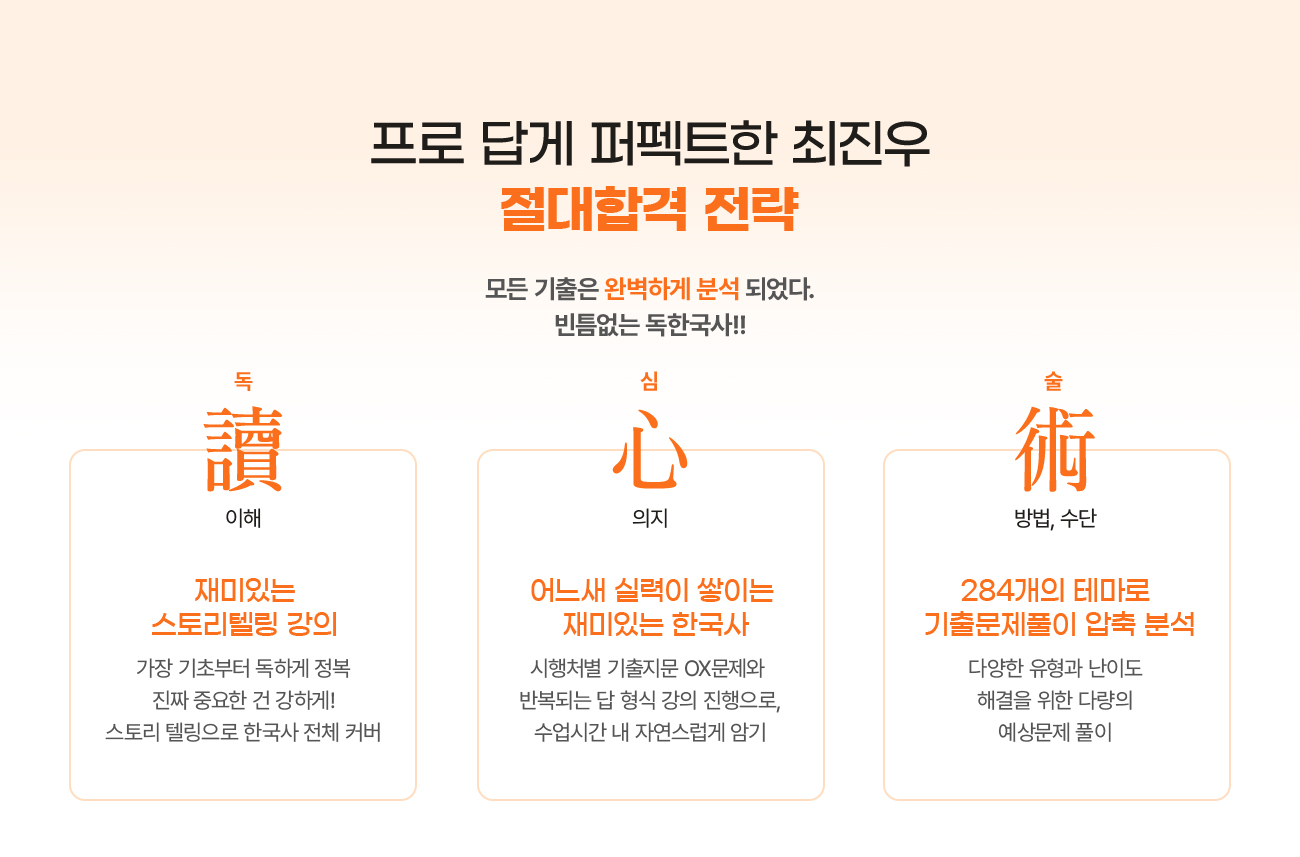 프로 답게 퍼펙트한 최진우
절대합격 전략
모든 기출은 완벽하게 분석 되었다.
빈틈없는 독한국사!!
독
讀
이해
재미있는
스토리텔링 강의
가장 기초부터 독하게 정복
진짜 중요한 건 강하게!
스토리 텔링으로 한국사 전체 커버
심
心
의지
어느새 실력이 쌓이는
재미있는 한국사
시행처별 기출지문 OX문제와
반복되는 답 형식 강의 진행으로,
수업시간 내 자연스럽게 암기
술
術
방법, 수단
284개의 테마로
기출문제풀이 압축 분석
다양한 유형과 난이도
해결을 위한 다량의
예상문제 풀이